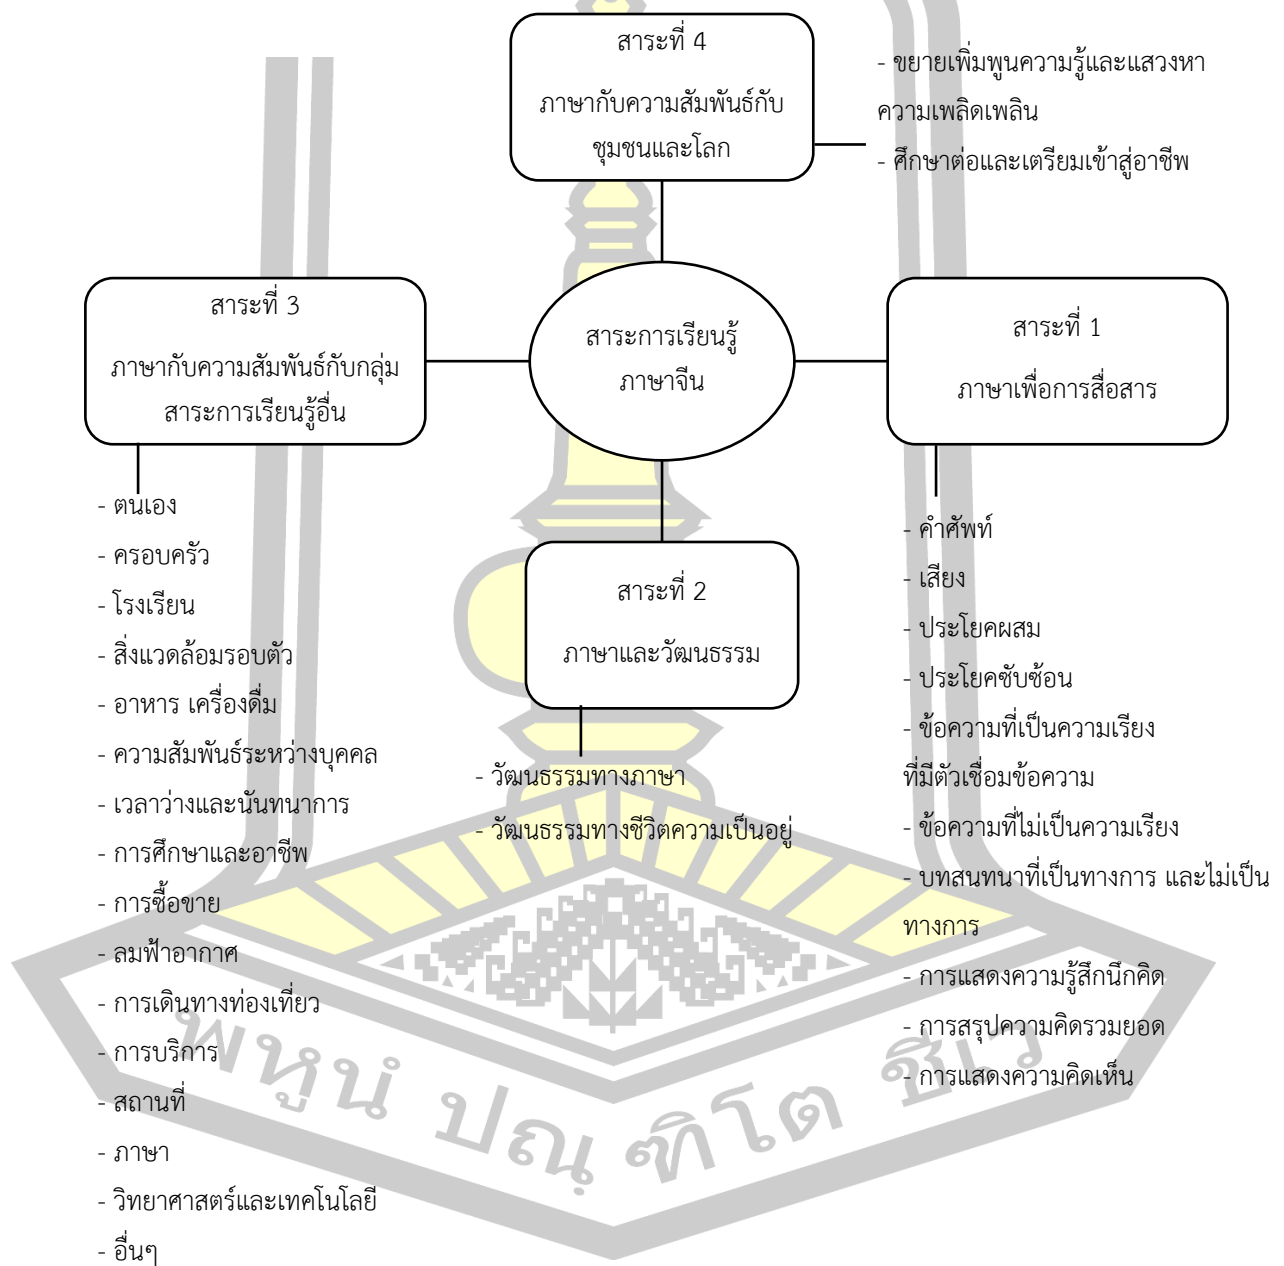 สาระที่ 4
ภาษากับความสัมพันธ์กับ
ชุมชนและโลก
- ขยายเพิ่มพูนความรู้และแสวงหา
ความเพลิดเพลิน
- ศึกษาต่อและเตรียมเข้าสู่อาชีพ
สาระที่ 3
ภาษากับความสัมพันธ์กับกลุ่ม
สาระการเรียนรู้อื่น
สาระการเรียนรู้
ภาษาจีน
สาระที่ 1
ภาษาเพื่อการสื่อสาร
- ตนเอง
- ครอบครัว
- โรงเรียน
- สิ่งแวดล้อมรอบตัว
- อาหาร เครื่องดื่ม
- ความสัมพันธ์ระหว่างบุคคล
- เวลาว่างและนันทนาการ
- การศึกษาและอาชีพ
- การซื้อขาย
- ลมฟ้าอากาศ
- การเดินทางท่องเที่ยว
- การบริการ
- สถานที่
- ภาษา
- วิทยาศาสตร์และเทคโนโลยี
- อื่นๆ
สาระที่ 2
ภาษาและวัฒนธรรม
- วัฒนธรรมทางภาษา
- วัฒนธรรมทางชีวิตความเป็นอยู่
- คำศัพท์
- เสียง
- ประโยคผสม
- ประโยคซับซ้อน
- ข้อความที่เป็นความเรียง
ที่มีตัวเชื่อมข้อความ
- ข้อความที่ไม่เป็นความเรียง
- บทสนทนาที่เป็นทางการ และไม่เป็น
ทางการ
- การแสดงความรู้สึกนึกคิด
- การสรุปความคิดรวมยอด
- การแสดงความคิดเห็น
พหูนํ ปณฺฑิโต ชีเว